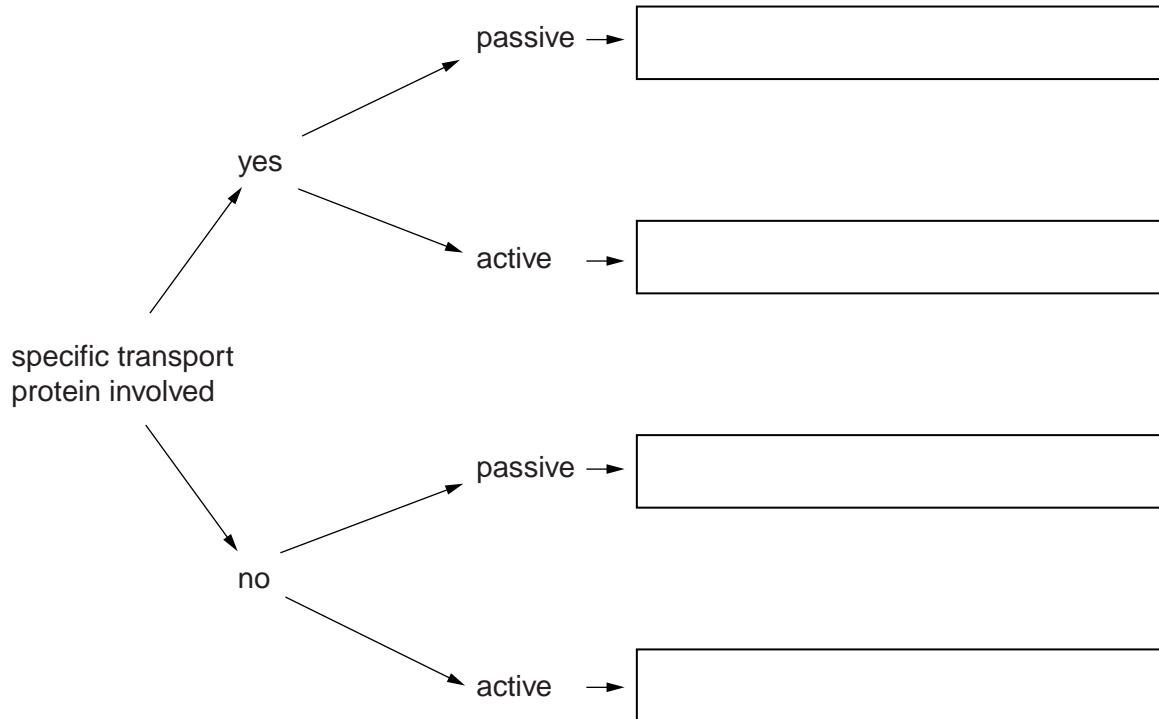 passive
yes
active
specific transport
protein involved
passive
no
active